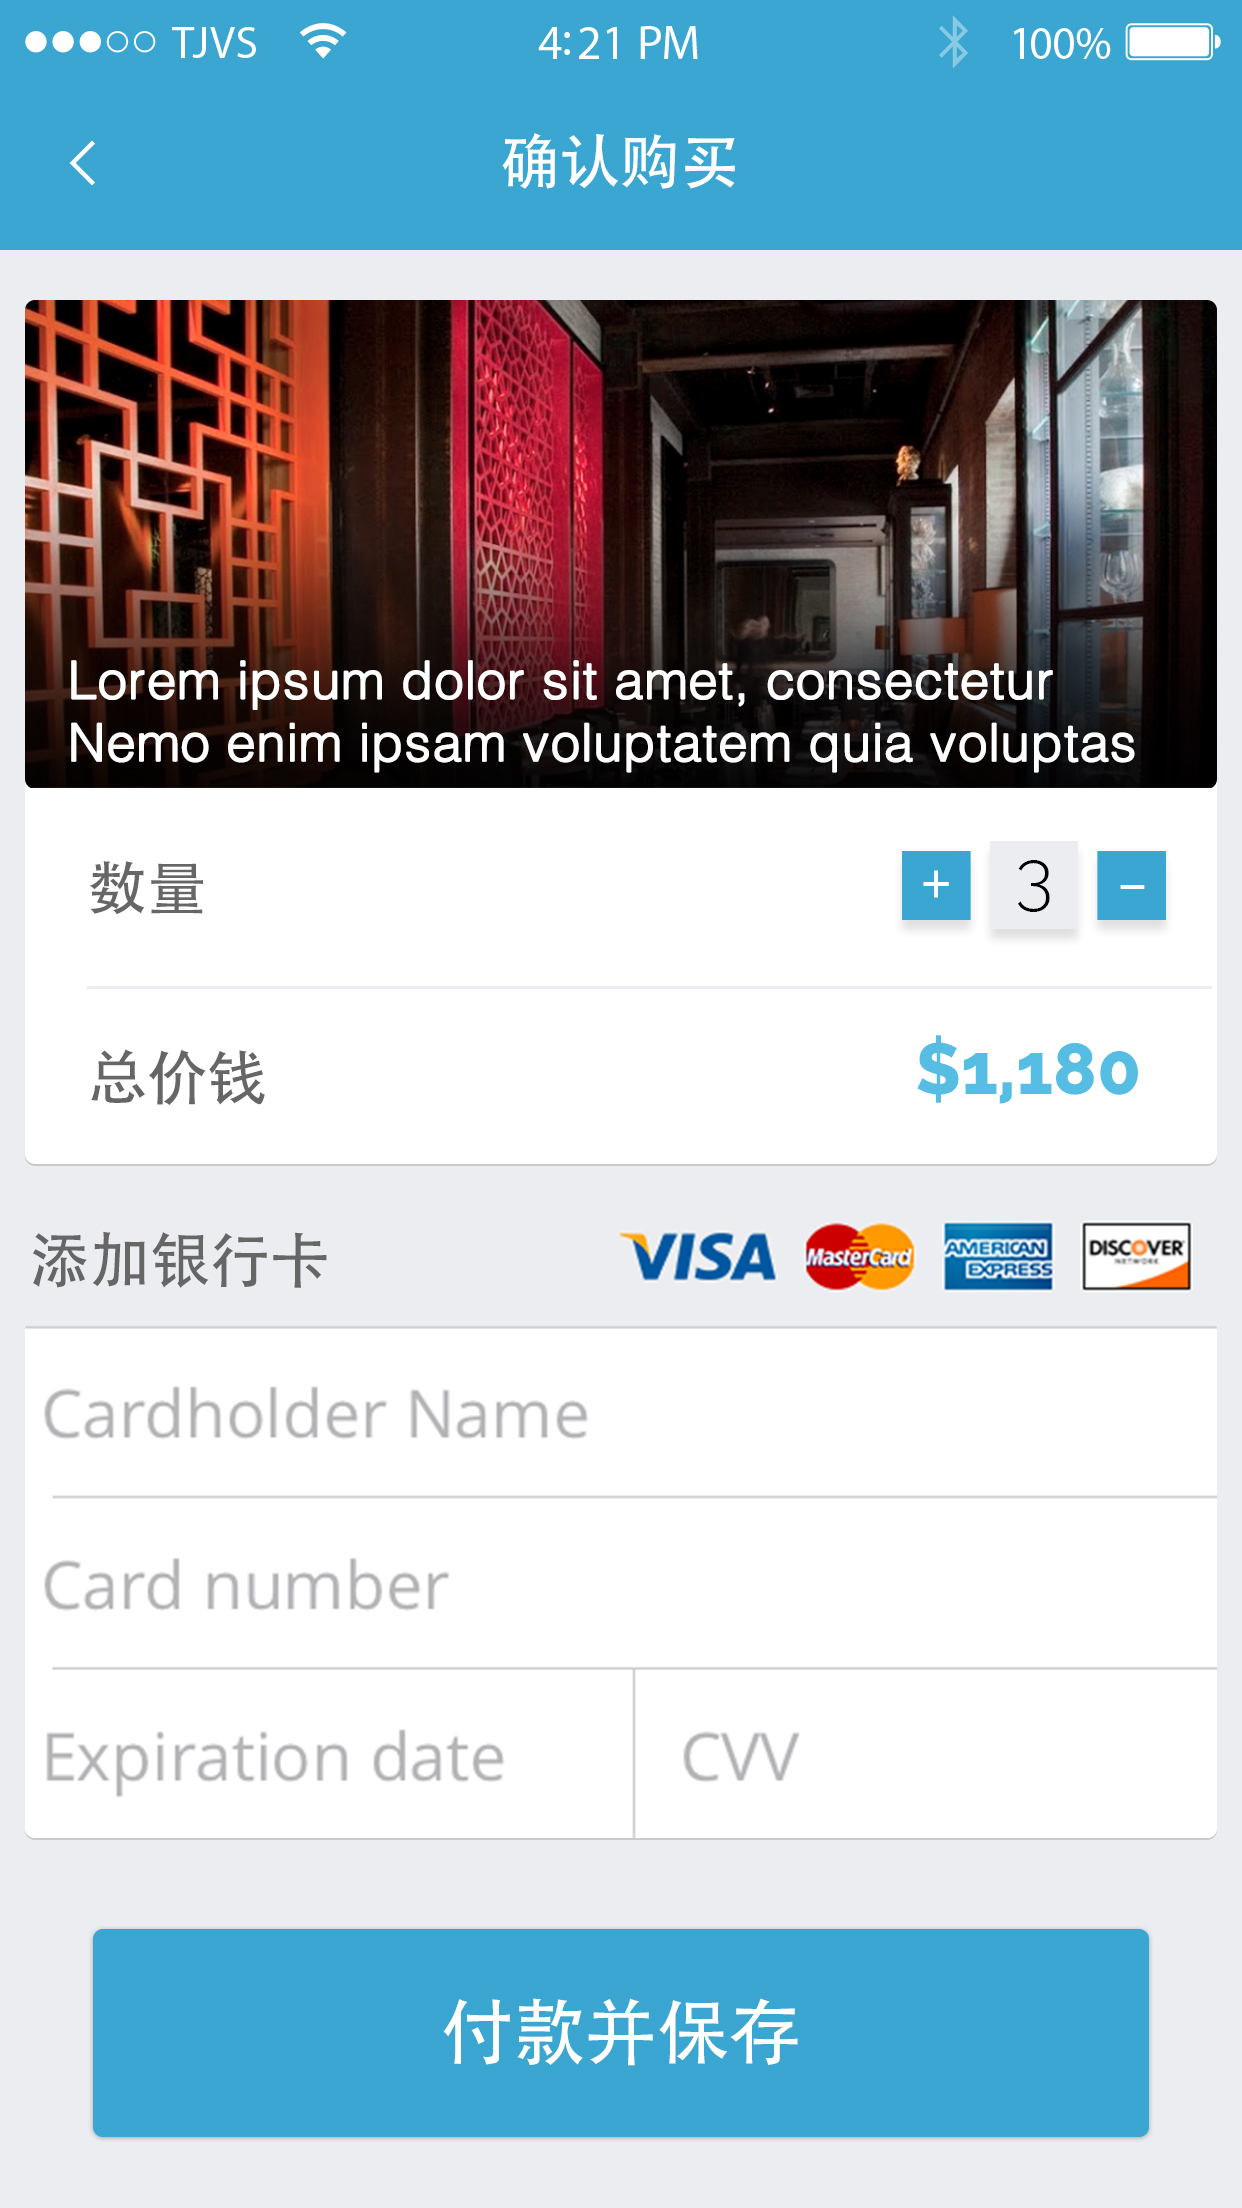 TJVS 4:21 PM 100%
确认购买
Lorem ipsum dolor sit amet, consectetur
Nemo enim ipsam voluptatem quia voluptas
数量 + 3 −
总价钱 $1,180
添加银行卡 VISA MasterCard AMERICAN EXPRESS DISCOVER NETWORK
Cardholder Name
Card number
Expiration date CVV
付款并保存